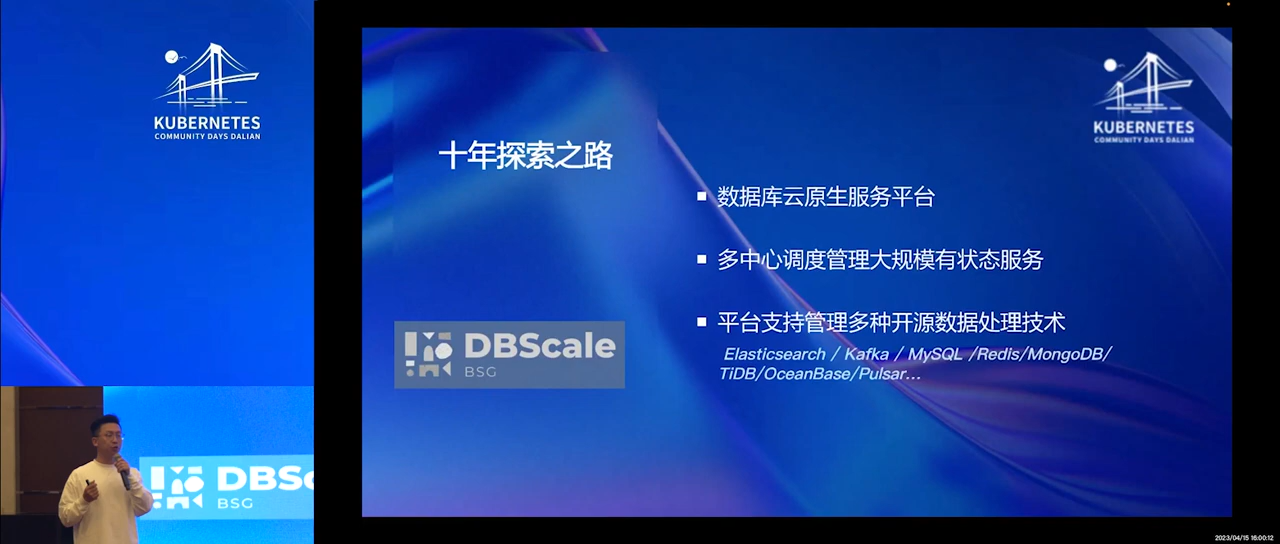 KUBERNETES
COMMUNITY DAYS DALIAN
KUBERNETES
COMMUNITY DAYS DALIAN
十年探索之路
■ 数据库云原生服务平台
■ 多中心调度管理大规模有状态服务
■ 平台支持管理多种开源数据处理技术
Elasticsearch / Kafka / MySQL /Redis/MongoDB/
TiDB/OceanBase/Pulsar...
DBScale
BSG
DBSc
BSG
2023/04/15 16:00:12